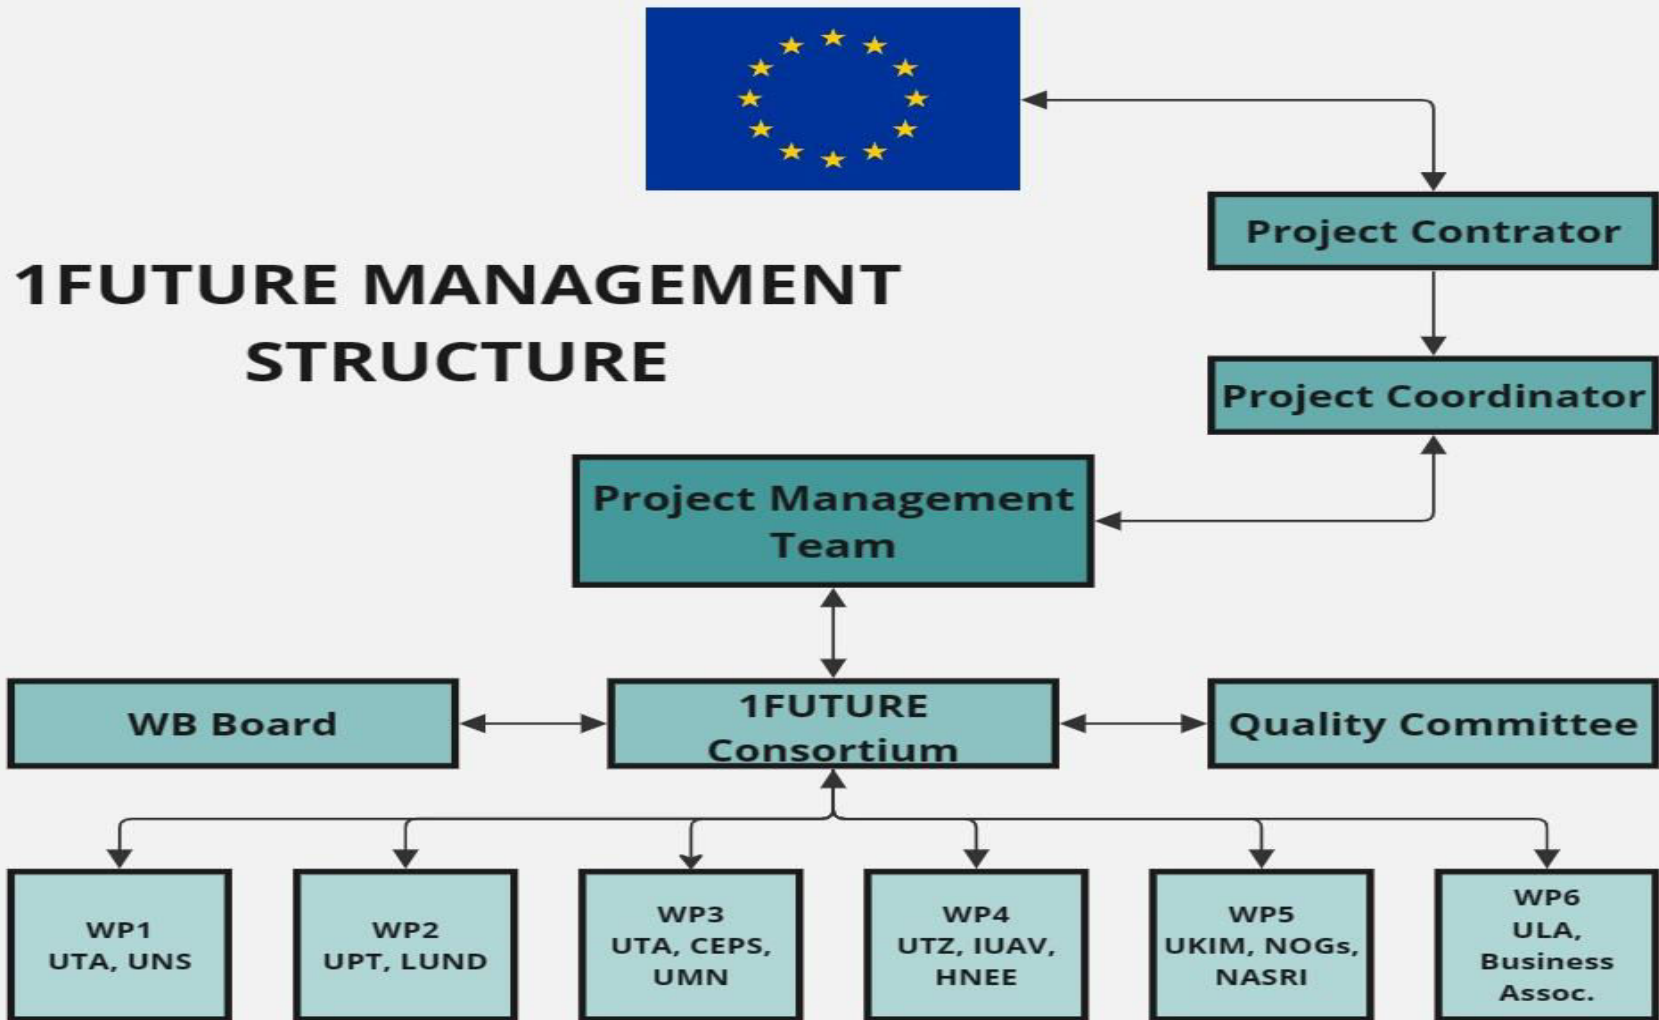 Project Contrator
1FUTURE MANAGEMENT
STRUCTURE
Project Coordinator
Project Management
Team
WB Board
1FUTURE
Consortium
Quality Committee
WP1
UTA, UNS
WP2
UPT, LUND
WP3
UTA, CEPS,
UMN
WP4
UTZ, IUAV,
HNEE
WP5
UKIM, NOGs,
NASRI
WP6
ULA,
Business
Assoc.